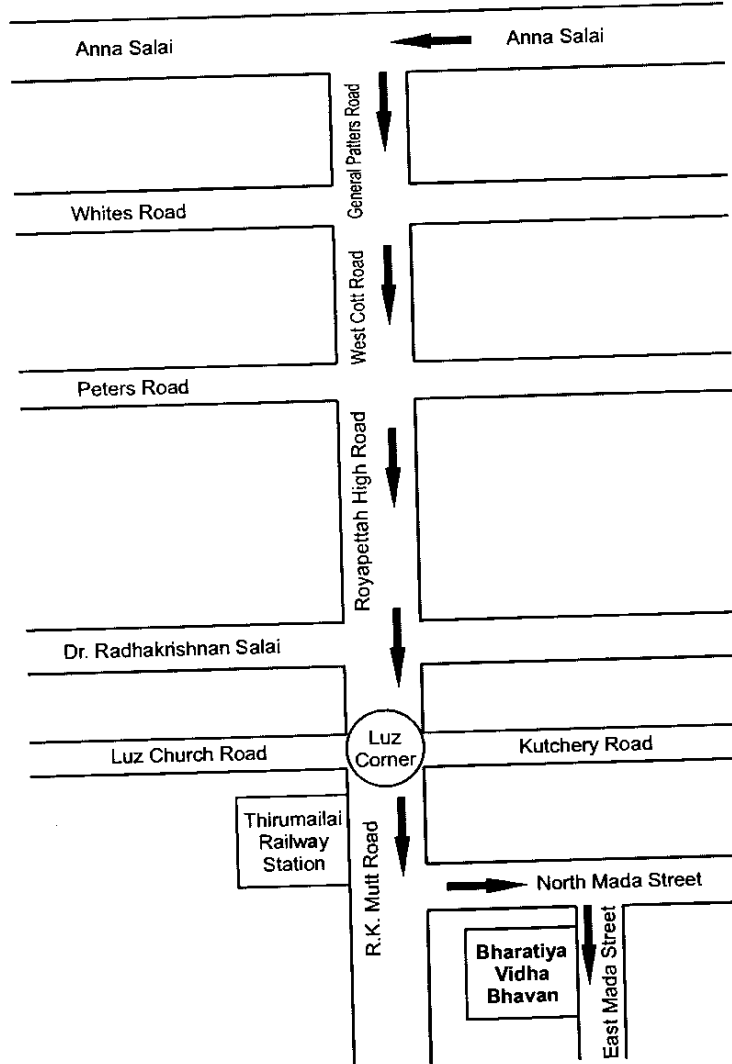 Anna Salai
Anna Salai
General Patters Road
Whites Road
West Cott Road
Peters Road
Royapettah High Road
Dr. Radhakrishnan Salai
Luz
Corner
Luz Church Road
Kutchery Road
Thirumailai
Railway
Station
R.K. Mutt Road
North Mada Street
Bharatiya
Vidha
Bhavan
East Mada Street